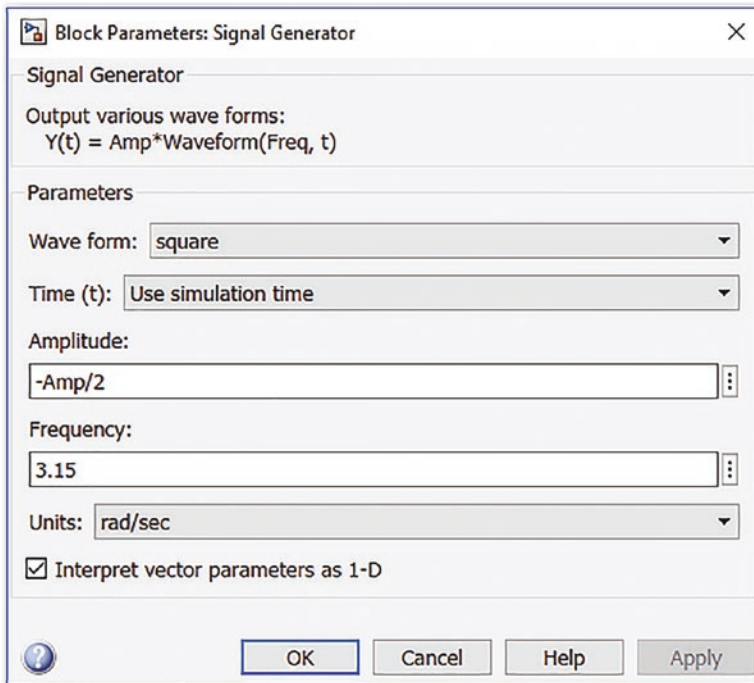 Block Parameters: Signal Generator
Signal Generator
Output various wave forms:
Y(t) = Amp*Waveform(Freq, t)
Parameters
Wave form: square
Time (t): Use simulation time
Amplitude:
-Amp/2
Frequency:
3.15
Units: rad/sec
Interpret vector parameters as 1-D
? OK Cancel Help Apply